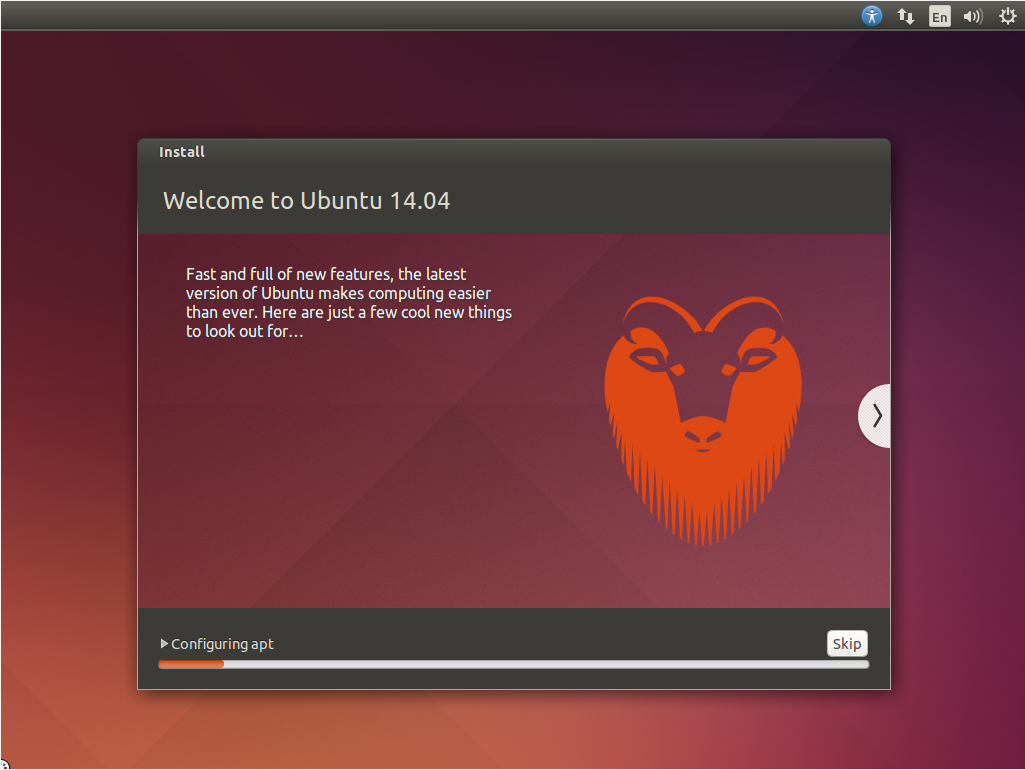 En
Install
Welcome to Ubuntu 14.04
Fast and full of new features, the latest
version of Ubuntu makes computing easier
than ever. Here are just a few cool new things
to look out for…
Configuring apt
Skip